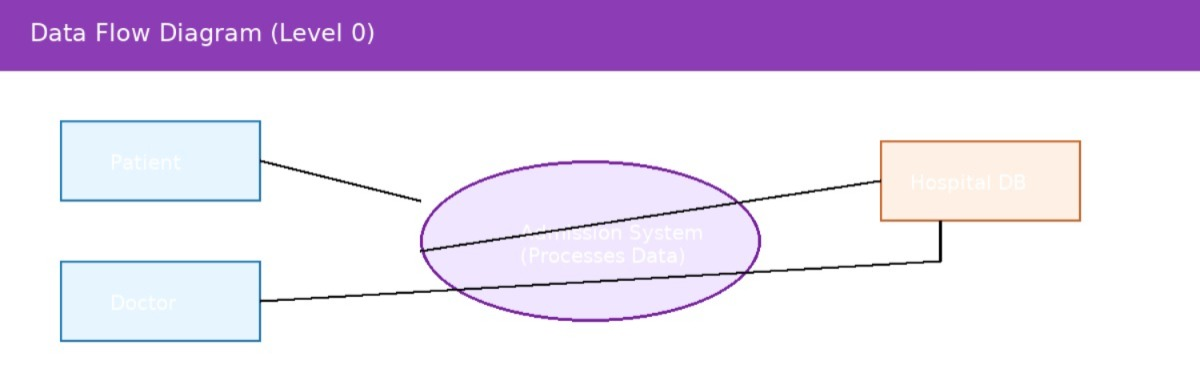 Data Flow Diagram (Level 0)
Patient
Hospital DB
Admission System
(Processes Data)
Doctor